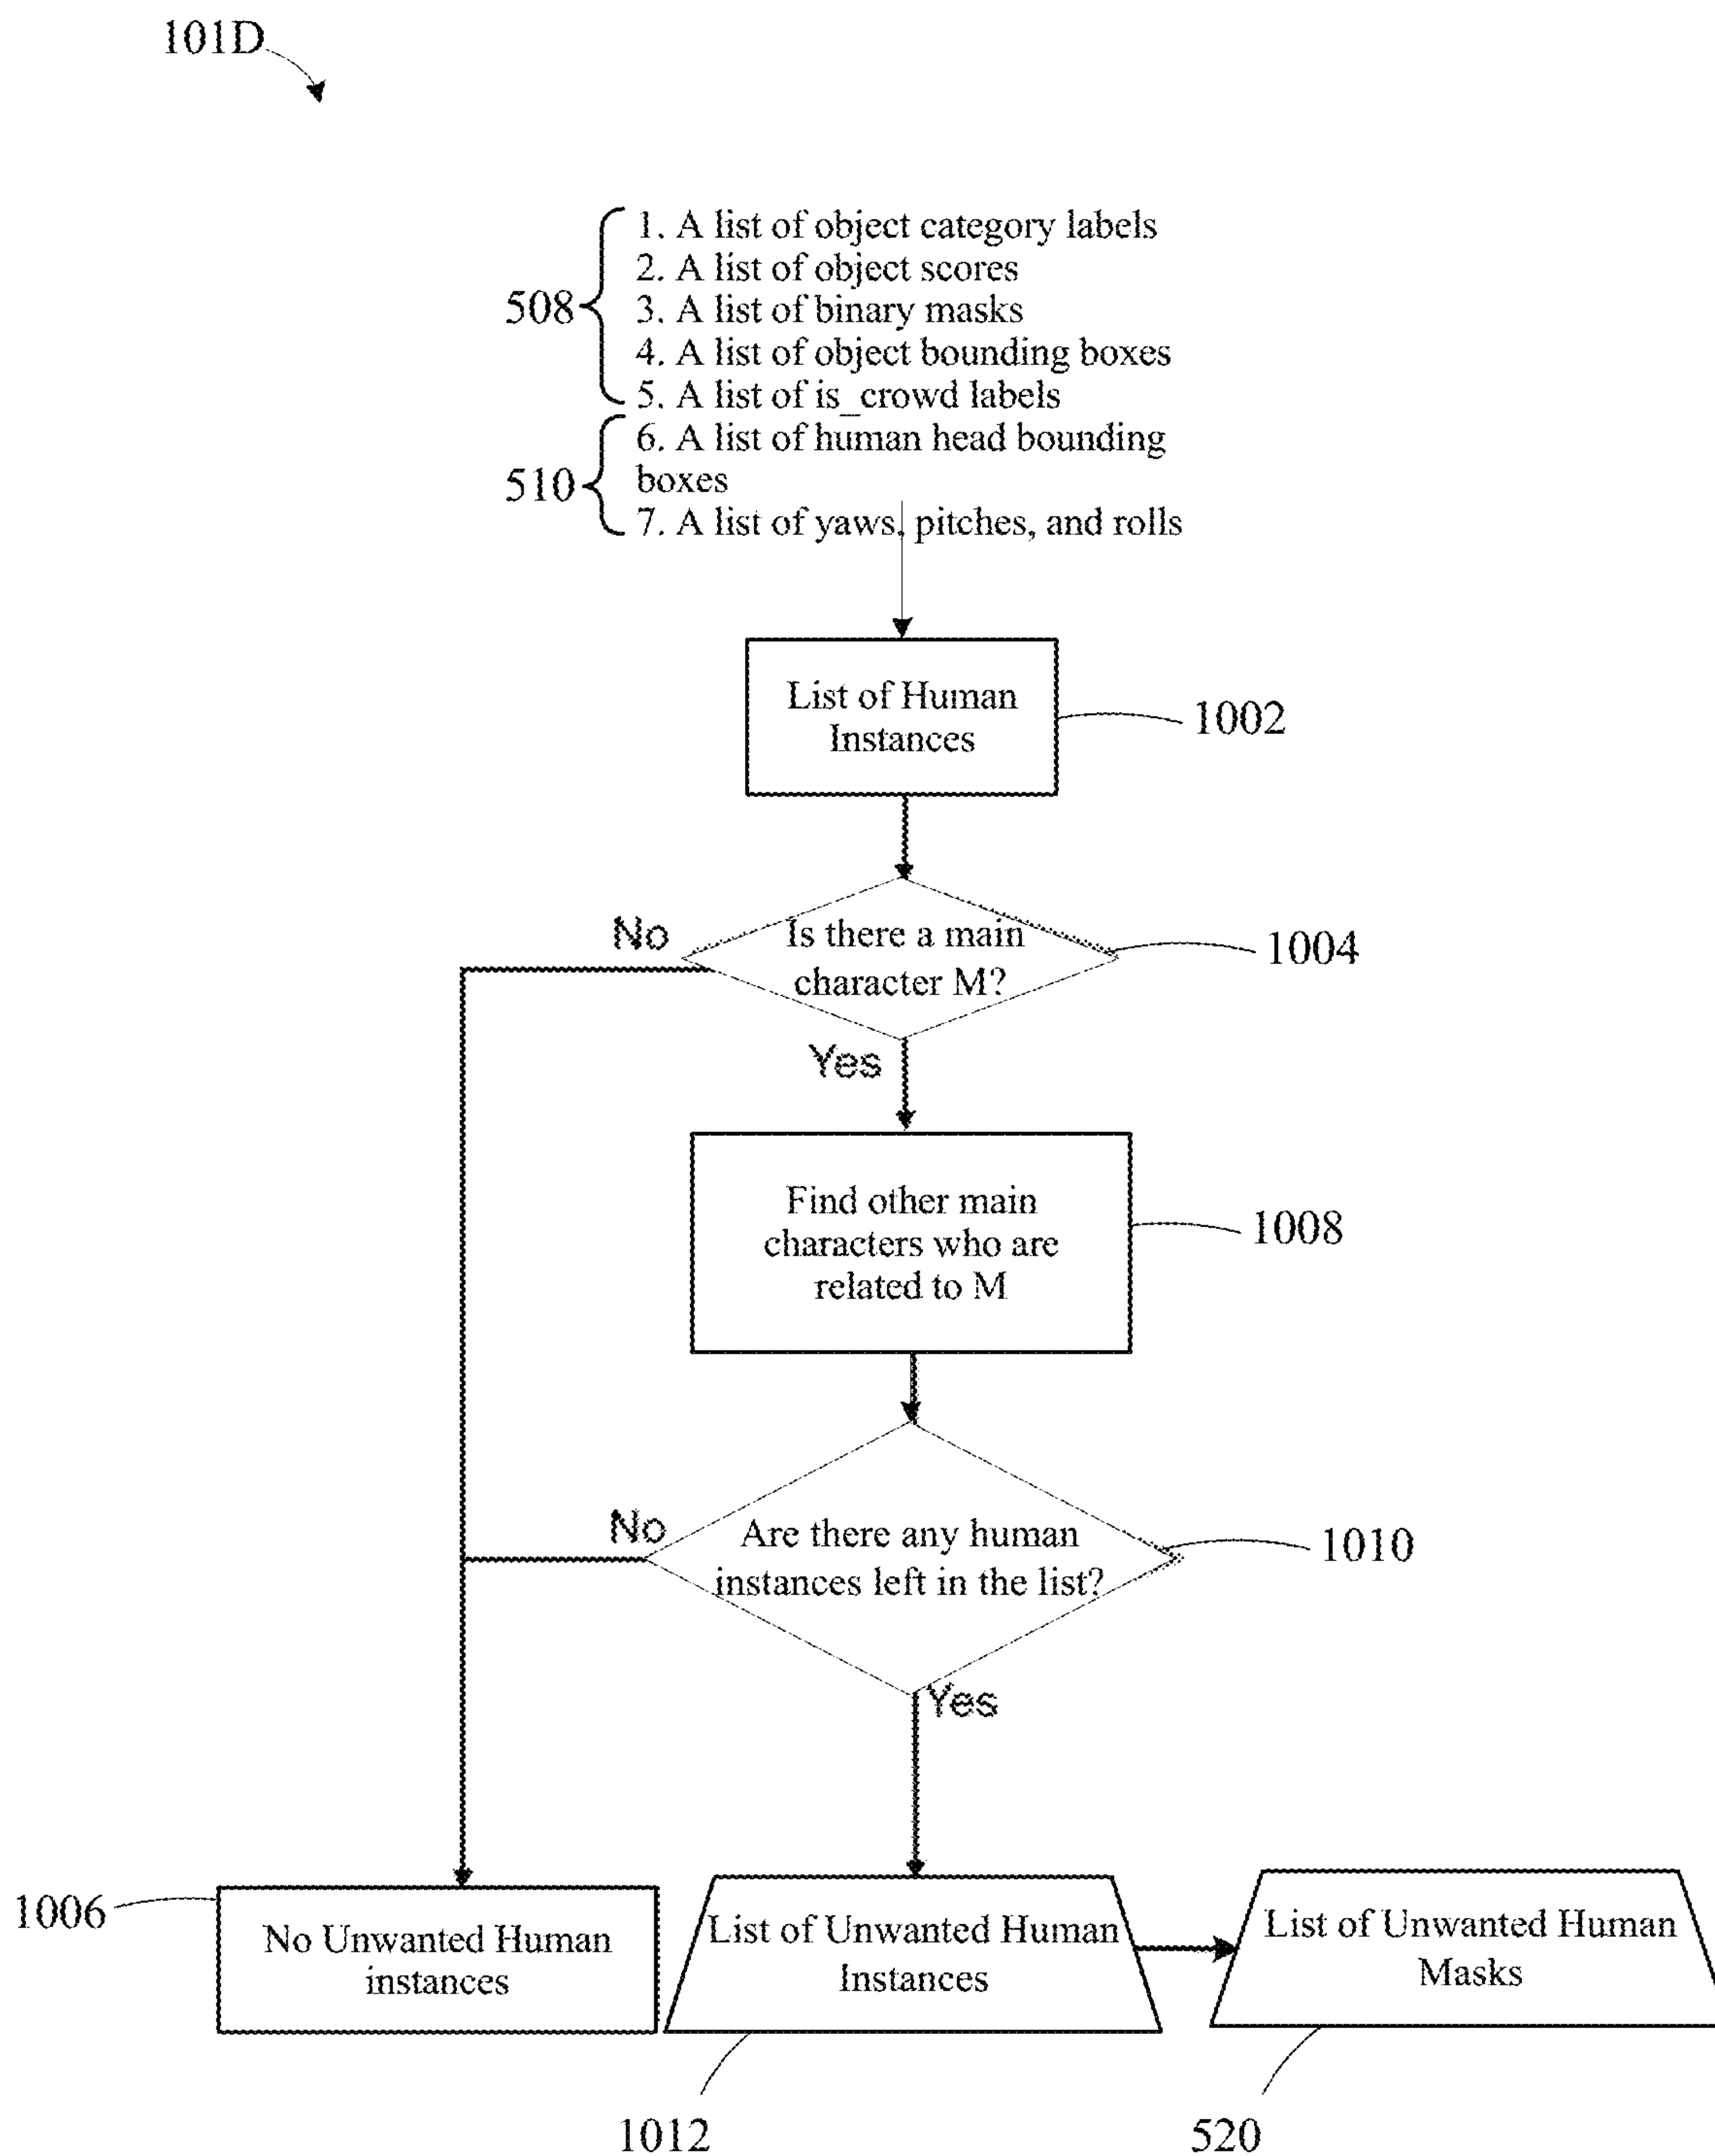 101D
508
1. A list of object category labels
2. A list of object scores
3. A list of binary masks
4. A list of object bounding boxes
5. A list of is_crowd labels
510
6. A list of human head bounding
boxes
7. A list of yaws, pitches, and rolls
List of Human
Instances
1002
No
Is there a main
character M?
1004
Yes
Find other main
characters who are
related to M
1008
No
Are there any human
instances left in the list?
1010
Yes
1006
No Unwanted Human
instances
List of Unwanted Human
Instances
List of Unwanted Human
Masks
1012
520